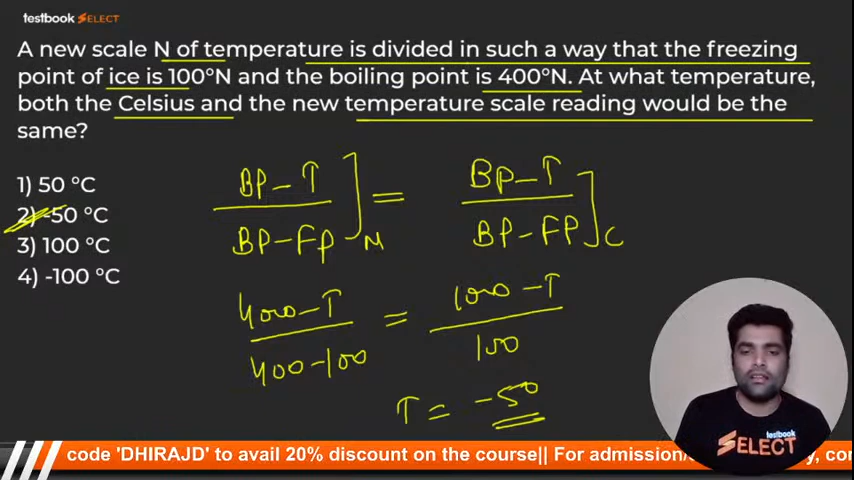 testbook SELECT
A new scale N of temperature is divided in such a way that the freezing
point of ice is 100°N and the boiling point is 400°N. At what temperature,
both the Celsius and the new temperature scale reading would be the
same?
1) 50 °C
2) -50 °C
3) 100 °C
4) -100 °C
BP-T = BP-T
BP-FP N BP-FP C
400-T = 100-T
400-100 100
T = -50
testbook
SELECT
code 'DHIRAJD' to avail 20% discount on the course|| For admission/